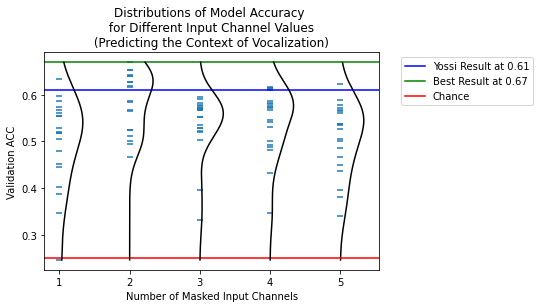 Distributions of Model Accuracy
for Different Input Channel Values
(Predicting the Context of Vocalization)
Yossi Result at 0.61
Best Result at 0.67
Chance
Validation ACC
0.6
0.5
0.4
0.3
1 2 3 4 5
Number of Masked Input Channels